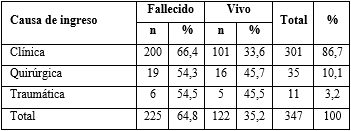 Causa de ingreso Fallecido Vivo Total %
n % n %
Clínica 200 66,4 101 33,6 301 86,7
Quirúrgica 19 54,3 16 45,7 35 10,1
Traumática 6 54,5 5 45,5 11 3,2
Total 225 64,8 122 35,2 347 100